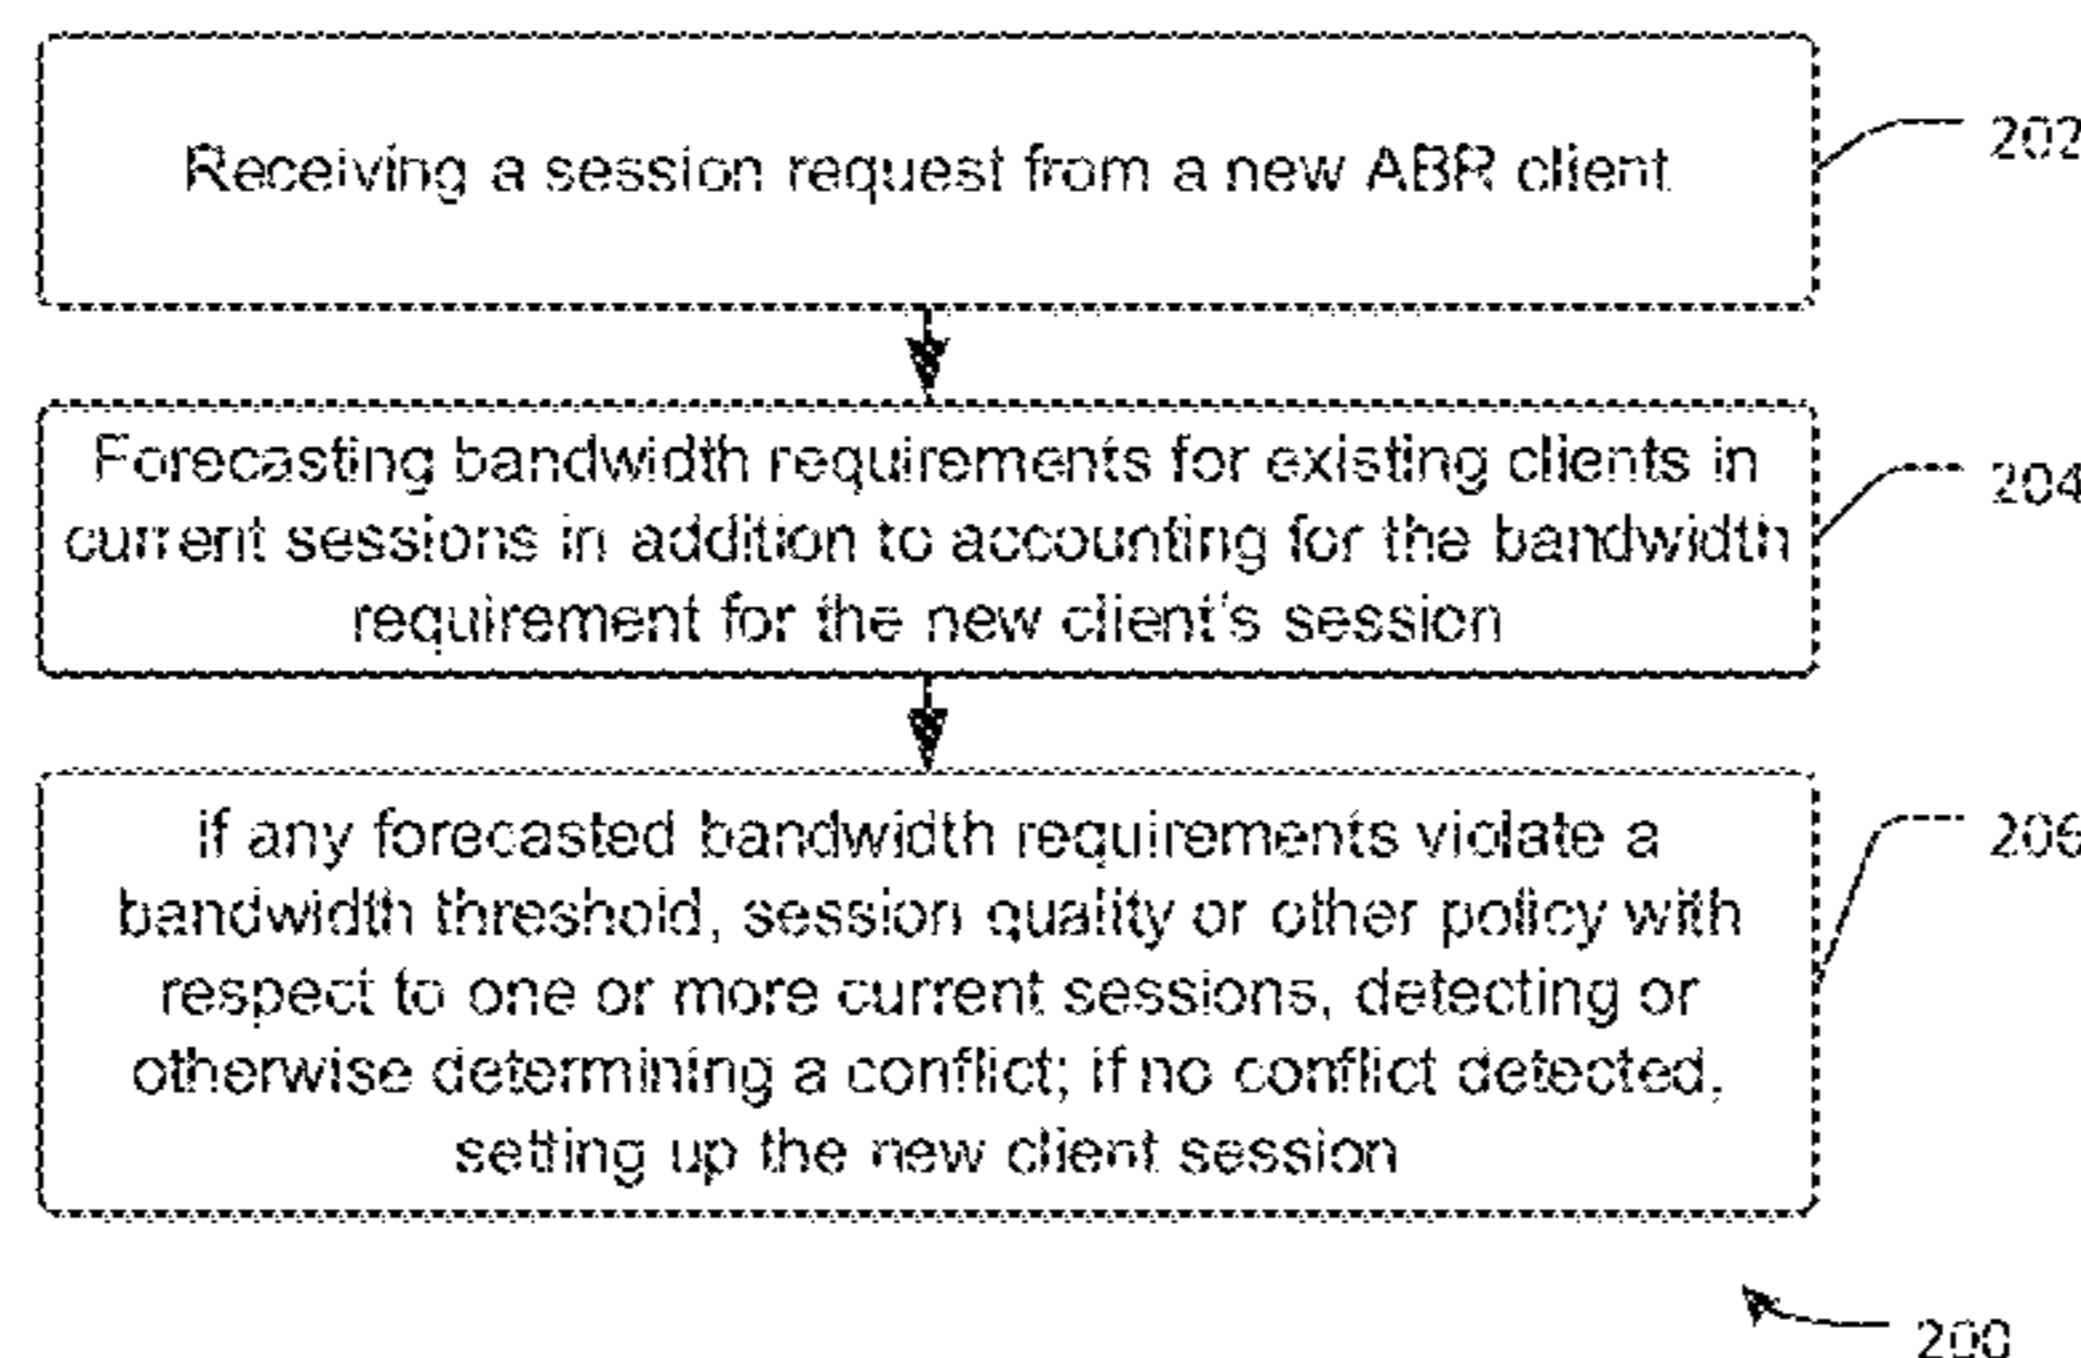 Receiving a session request from a new ABR client
202
Forecasting bandwidth requirements for existing clients in
current sessions in addition to accounting for the bandwidth
requirement for the new client's session
204
if any forecasted bandwidth requirements violate a
bandwidth threshold, session quality or other policy with
respect to one or more current sessions, detecting or
otherwise determining a conflict; if no conflict detected,
setting up the new client session
206
200